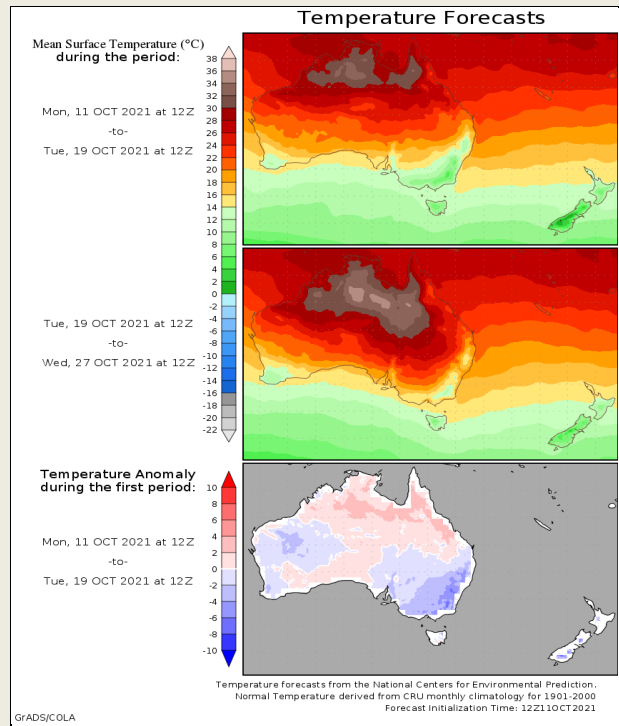 Temperature Forecasts
Mean Surface Temperature (°C)
during the period:
38
36
34
32
30
28
26
24
22
20
18
16
14
12
10
8
6
4
2
0
-2
-4
-6
-8
-10
-12
-14
-16
-18
-20
-22
Mon, 11 OCT 2021 at 12Z
-to-
Tue, 19 OCT 2021 at 12Z
Tue, 19 OCT 2021 at 12Z
-to-
Wed, 27 OCT 2021 at 12Z
Temperature Anomaly
during the first period:
10
8
6
4
2
0
-2
-4
-6
-8
-10
Mon, 11 OCT 2021 at 12Z
-to-
Tue, 19 OCT 2021 at 12Z
Temperature forecasts from the National Centers for Environmental Prediction.
Normal Temperature derived from CRU monthly climatology for 1901-2000
Forecast Initialization Time: 12Z11OCT2021
GrADS/COLA